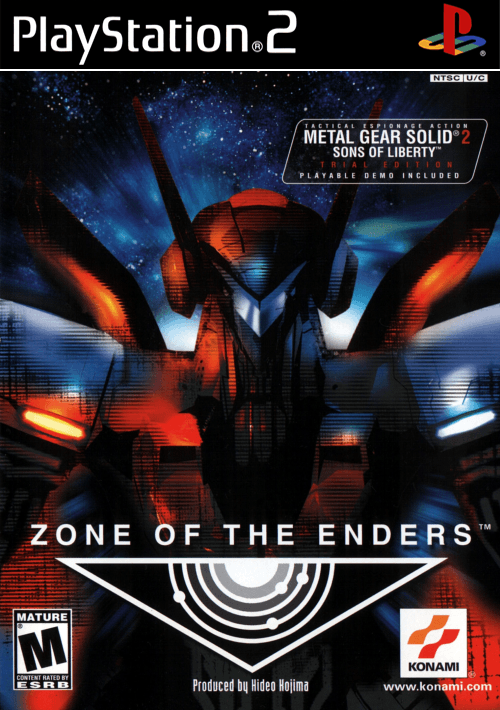 PlayStation®2
®
NTSC U/C
TACTICAL ESPIONAGE ACTION
METAL GEAR SOLID®2
SONS OF LIBERTY™
TRIAL EDITION
PLAYABLE DEMO INCLUDED
ZONE OF THE ENDERS™
MATURE
M®
CONTENT RATED BY
ESRB
Produced by Hideo Kojima
KONAMI®
www.konami.com